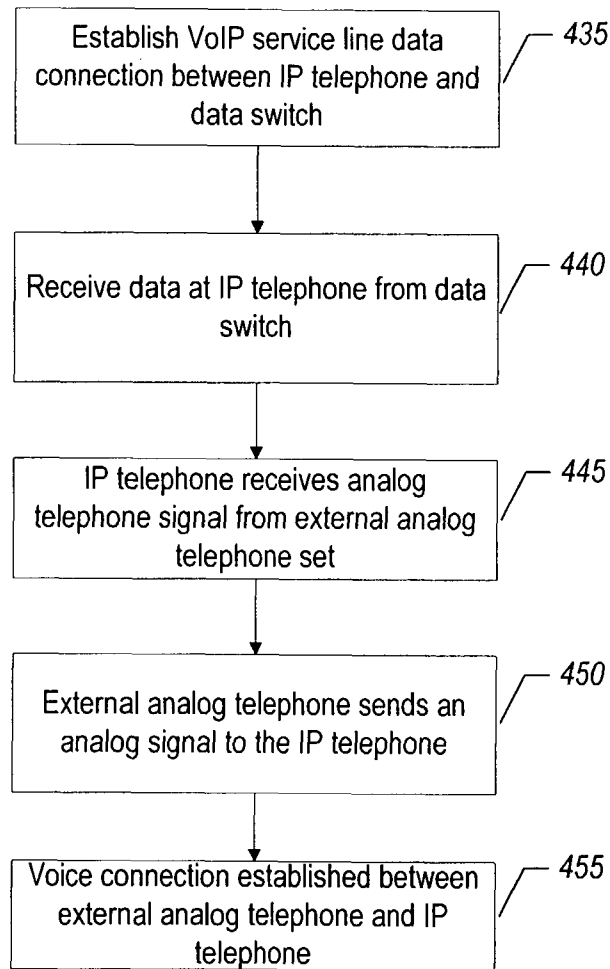 Establish VoIP service line data
connection between IP telephone and
data switch
435
Receive data at IP telephone from data
switch
440
IP telephone receives analog
telephone signal from external analog
telephone set
445
External analog telephone sends an
analog signal to the IP telephone
450
Voice connection established between
external analog telephone and IP
telephone
455